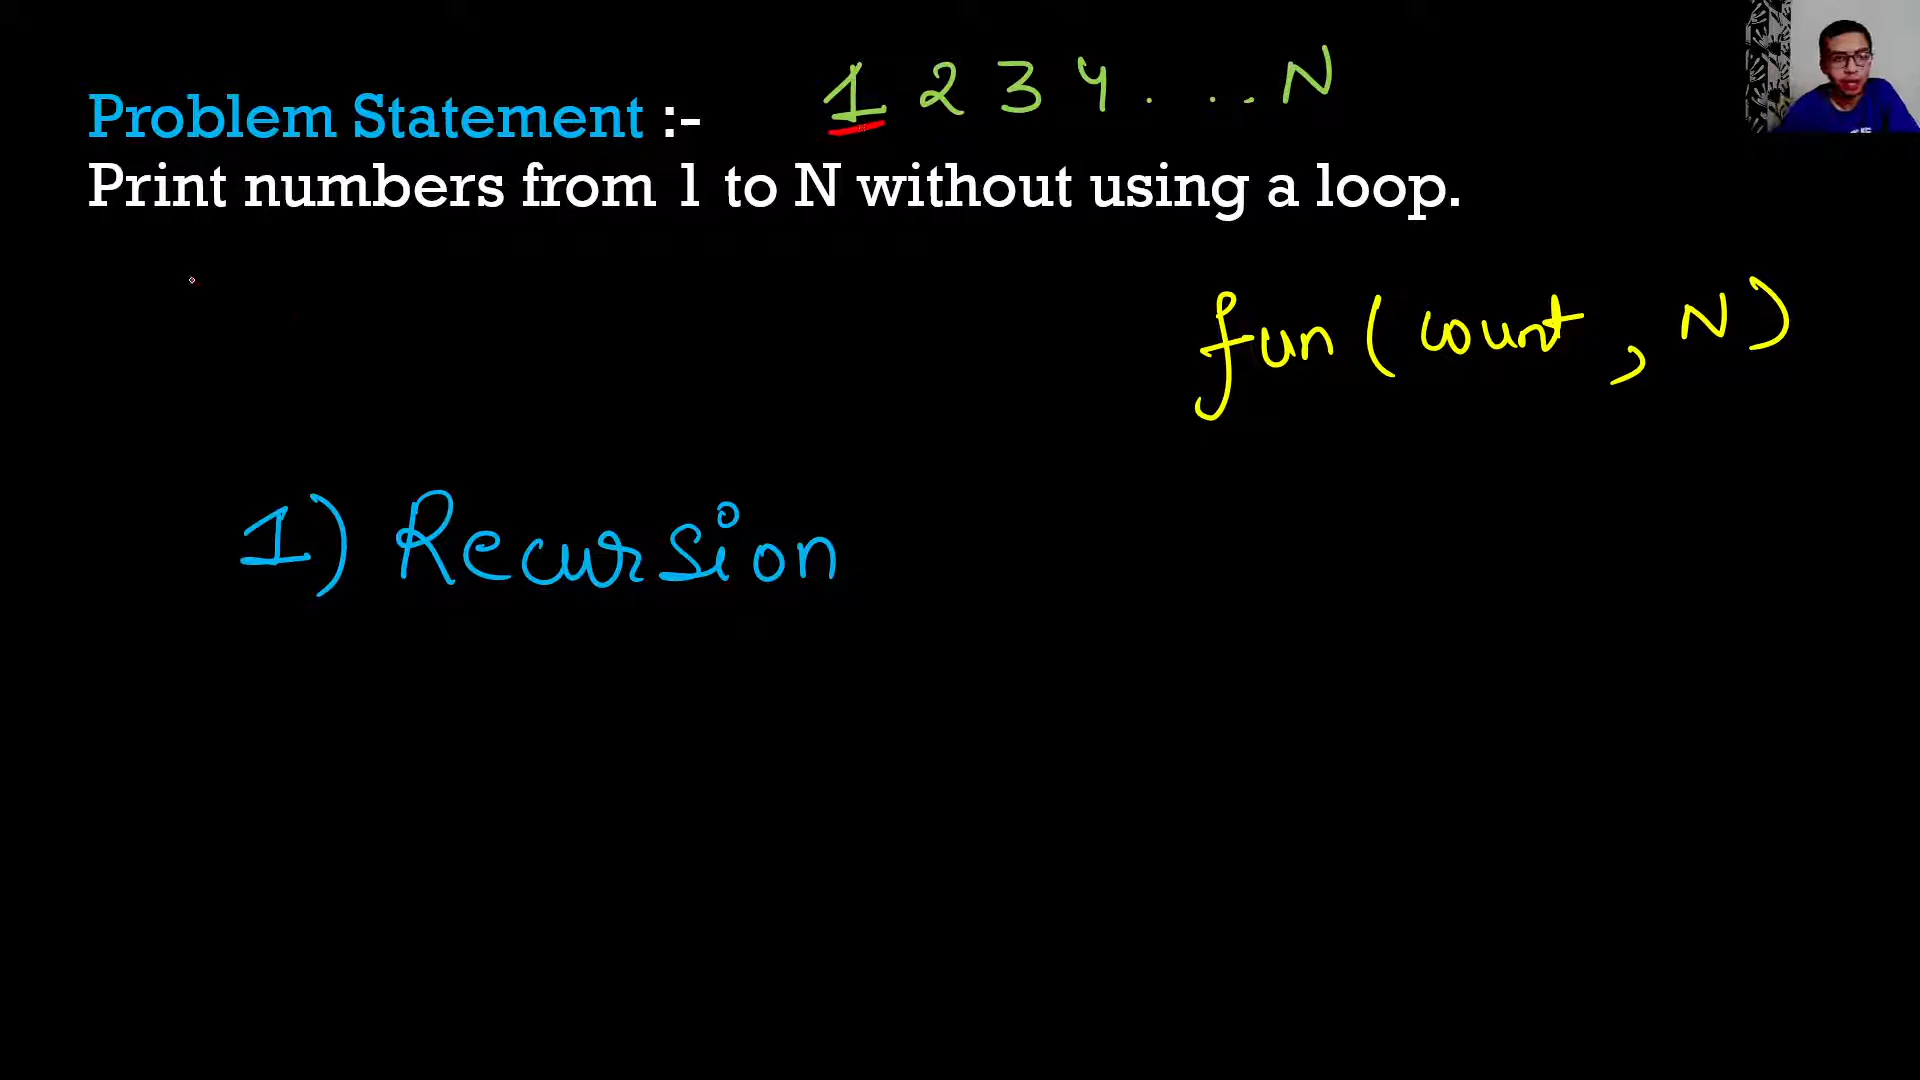 1 2 3 4 . . . . N
Problem Statement :-
Print numbers from 1 to N without using a loop.
fun ( count , N )
1) Recursion